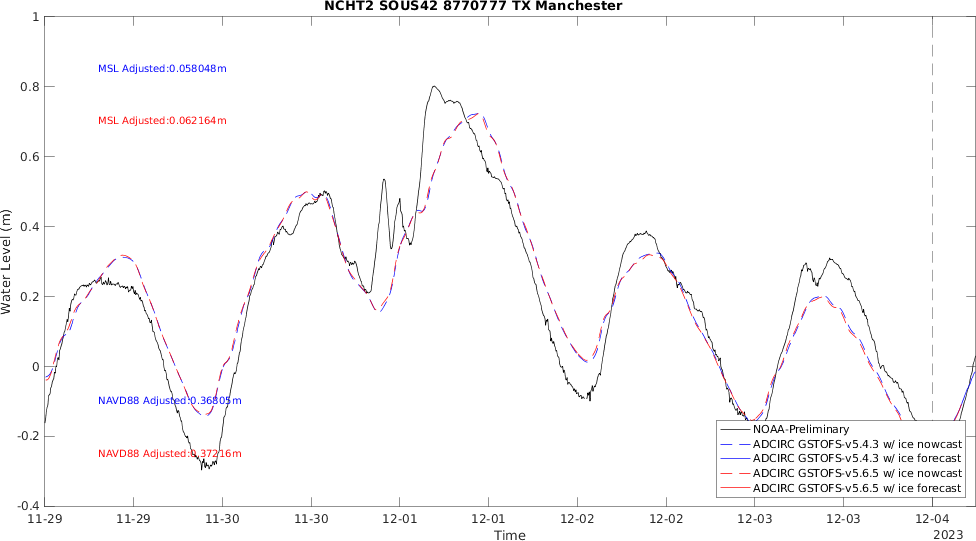 NCHT2 SOUS42 8770777 TX Manchester
1
0.8
0.6
0.4
0.2
0
-0.2
-0.4
Water Level (m)
MSL Adjusted:0.058048m
MSL Adjusted:0.062164m
NAVD88 Adjusted:0.36805m
NAVD88 Adjusted:0.37216m
NOAA-Preliminary
ADCIRC GSTOFS-v5.4.3 w/ ice nowcast
ADCIRC GSTOFS-v5.4.3 w/ ice forecast
ADCIRC GSTOFS-v5.6.5 w/ ice nowcast
ADCIRC GSTOFS-v5.6.5 w/ ice forecast
11-29 11-29 11-30 11-30 12-01 12-01 12-02 12-02 12-03 12-03 12-04
Time
2023